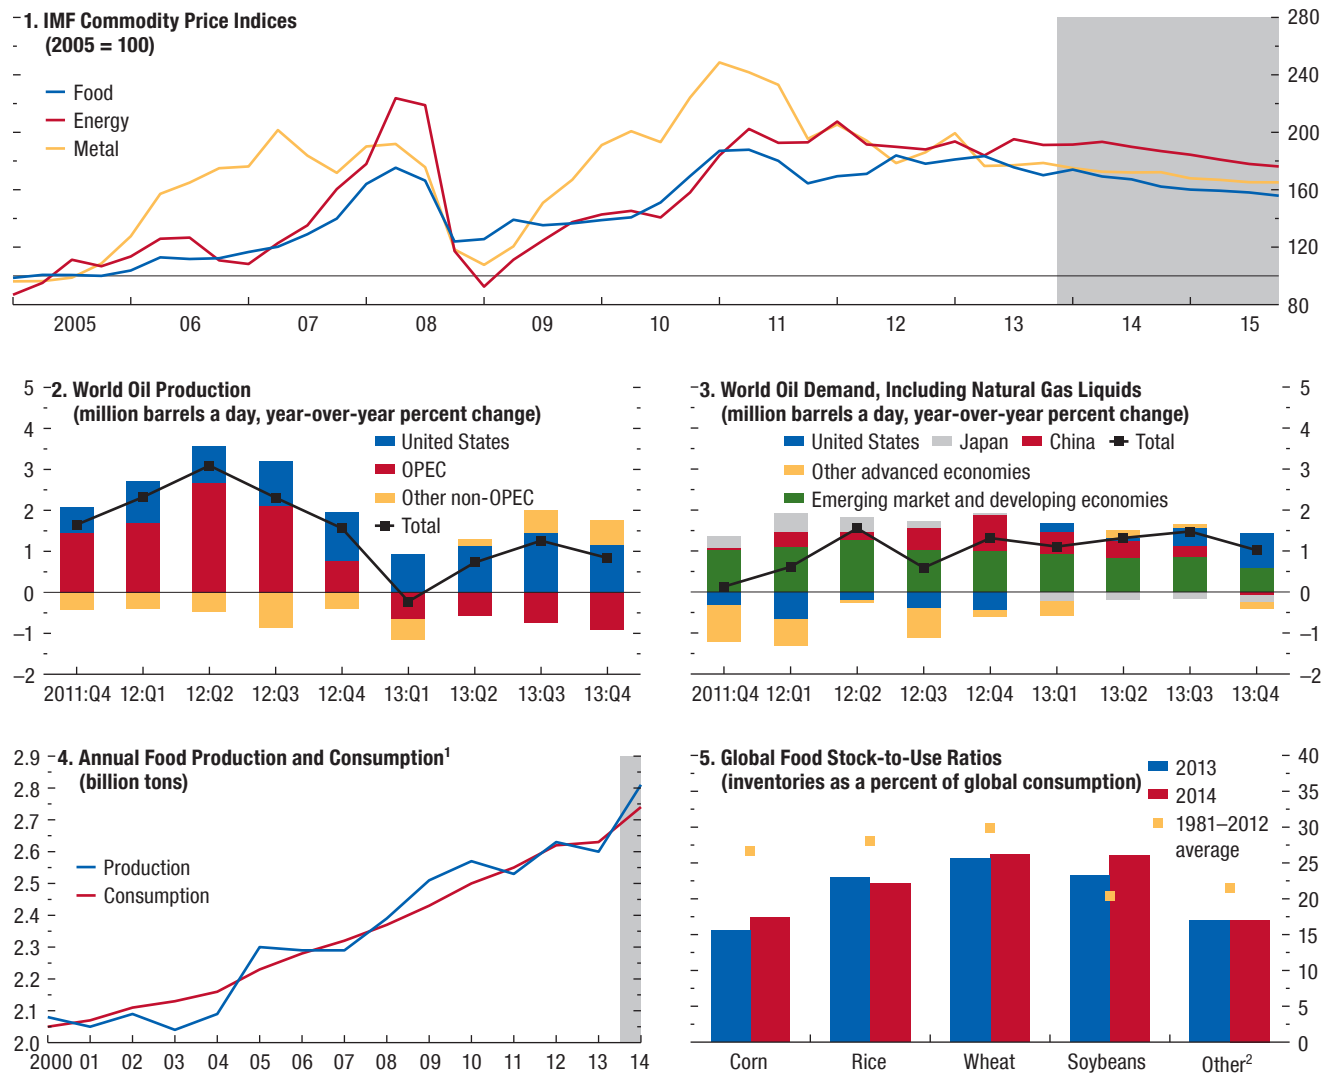 1. IMF Commodity Price Indices
(2005 = 100)
Food
Energy
Metal
280
240
200
160
120
80
2005 06 07 08 09 10 11 12 13 14 15
2. World Oil Production
(million barrels a day, year-over-year percent change)
United States
OPEC
Other non-OPEC
Total
5
4
3
2
1
0
–1
–2
2011:Q4 12:Q1 12:Q2 12:Q3 12:Q4 13:Q1 13:Q2 13:Q3 13:Q4
3. World Oil Demand, Including Natural Gas Liquids
(million barrels a day, year-over-year percent change)
United States Japan China Total
Other advanced economies
Emerging market and developing economies
5
4
3
2
1
0
–1
–2
2011:Q4 12:Q1 12:Q2 12:Q3 12:Q4 13:Q1 13:Q2 13:Q3 13:Q4
4. Annual Food Production and Consumption¹
(billion tons)
Production
Consumption
2.9
2.8
2.7
2.6
2.5
2.4
2.3
2.2
2.1
2.0
2000 01 02 03 04 05 06 07 08 09 10 11 12 13 14
5. Global Food Stock-to-Use Ratios
(inventories as a percent of global consumption)
2013
2014
1981–2012
average
40
35
30
25
20
15
10
5
0
Corn Rice Wheat Soybeans Other²